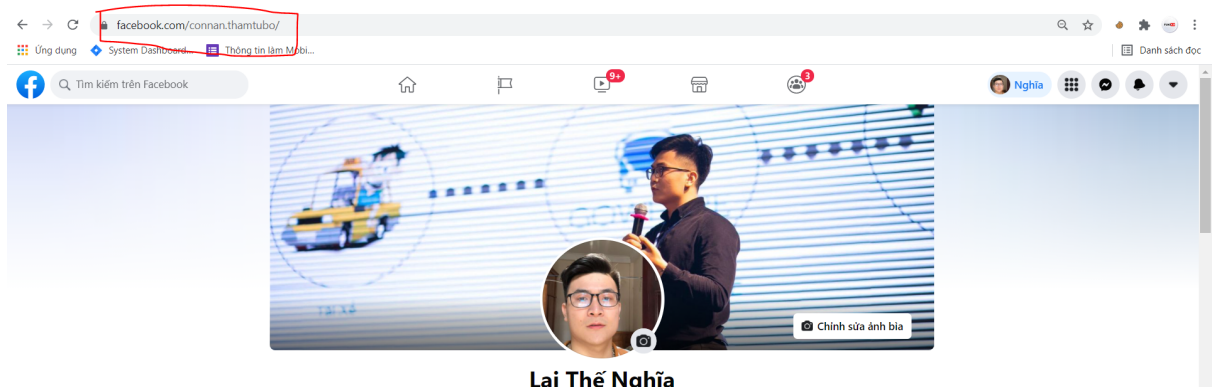 facebook.com/connan.thamtubo/
Ứng dụng System Dashboard... Thông tin làm Mobi... Danh sách đọc
Tìm kiếm trên Facebook 9+ 3 Nghĩa
Chỉnh sửa ảnh bìa
Lại Thế Nghĩa